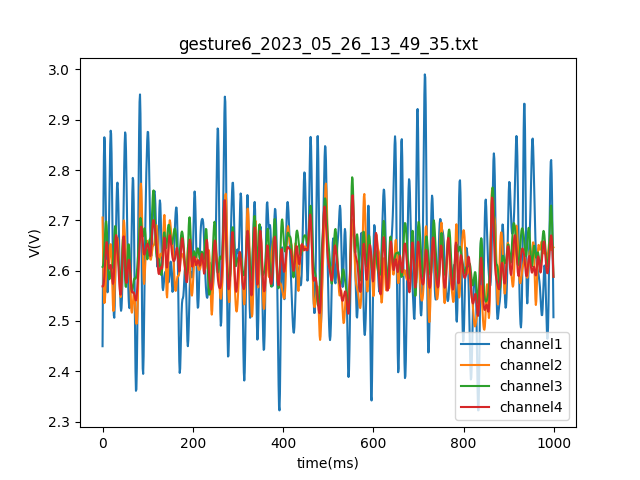 gesture6_2023_05_26_13_49_35.txt
3.0
2.9
2.8
2.7
2.6
2.5
2.4
2.3
V(V)
0
200
400
600
800
1000
time(ms)
channel1
channel2
channel3
channel4